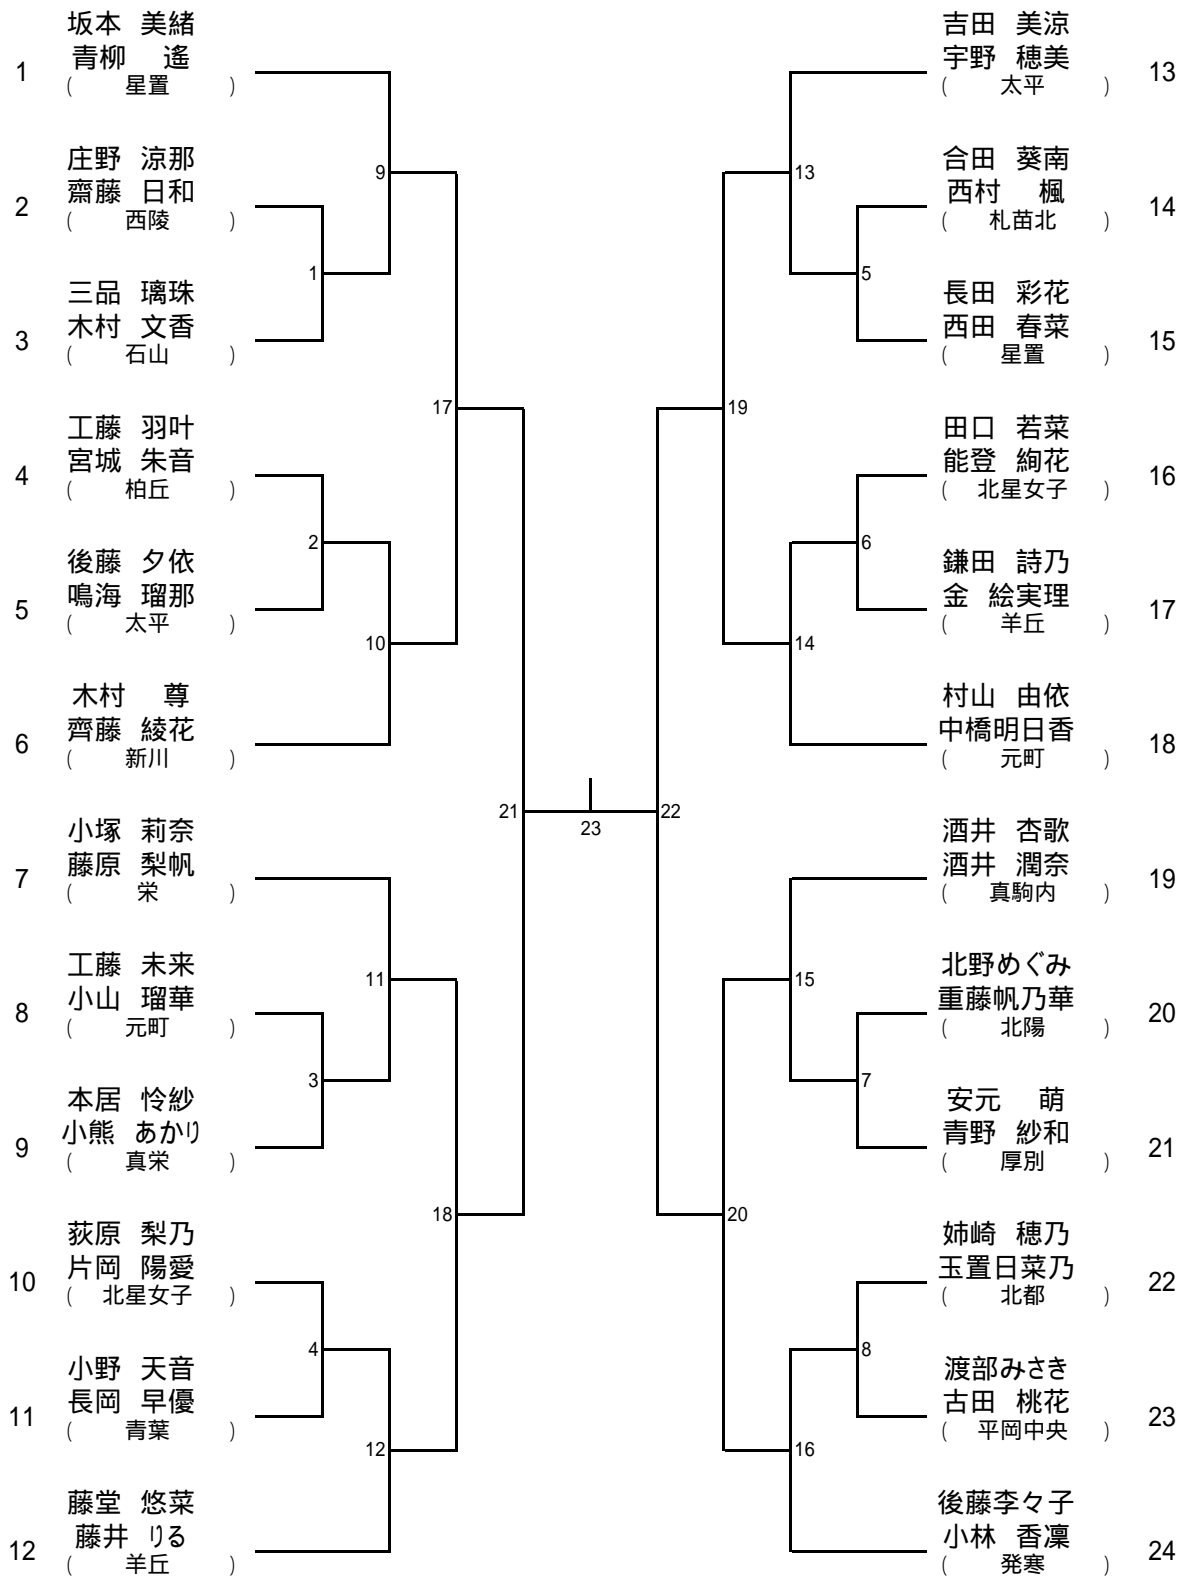 坂本 美緒
青柳 遙
1
( 星置 )
庄野 涼那
齋藤 日和
2
( 西陵 )
三品 璃珠
木村 文香
3
( 石山 )
工藤 羽叶
宮城 朱音
4
( 柏丘 )
後藤 夕依
鳴海 瑠那
5
( 太平 )
木村 尊
齊藤 綾花
6
( 新川 )
小塚 莉奈
藤原 梨帆
7
( 栄 )
工藤 未来
小山 瑠華
8
( 元町 )
本居 怜紗
小熊 あかり
9
( 真栄 )
荻原 梨乃
片岡 陽愛
10
( 北星女子 )
小野 天音
長岡 早優
11
( 青葉 )
藤堂 悠菜
藤井 りる
12
( 羊丘 )
9
1
17
2
10
21
11
3
18
4
12
23
13
5
19
6
14
22
15
7
20
8
16
吉田 美涼
宇野 穂美
13
( 太平 )
合田 葵南
西村 楓
14
( 札苗北 )
長田 彩花
西田 春菜
15
( 星置 )
田口 若菜
能登 絢花
16
( 北星女子 )
鎌田 詩乃
金 絵実理
17
( 羊丘 )
村山 由依
中橋明日香
18
( 元町 )
酒井 杏歌
酒井 潤奈
19
( 真駒内 )
北野めぐみ
重藤帆乃華
20
( 北陽 )
安元 萌
青野 紗和
21
( 厚別 )
姉崎 穂乃
玉置日菜乃
22
( 北都 )
渡部みさき
古田 桃花
23
( 平岡中央 )
後藤李々子
小林 香凜
24
( 発寒 )